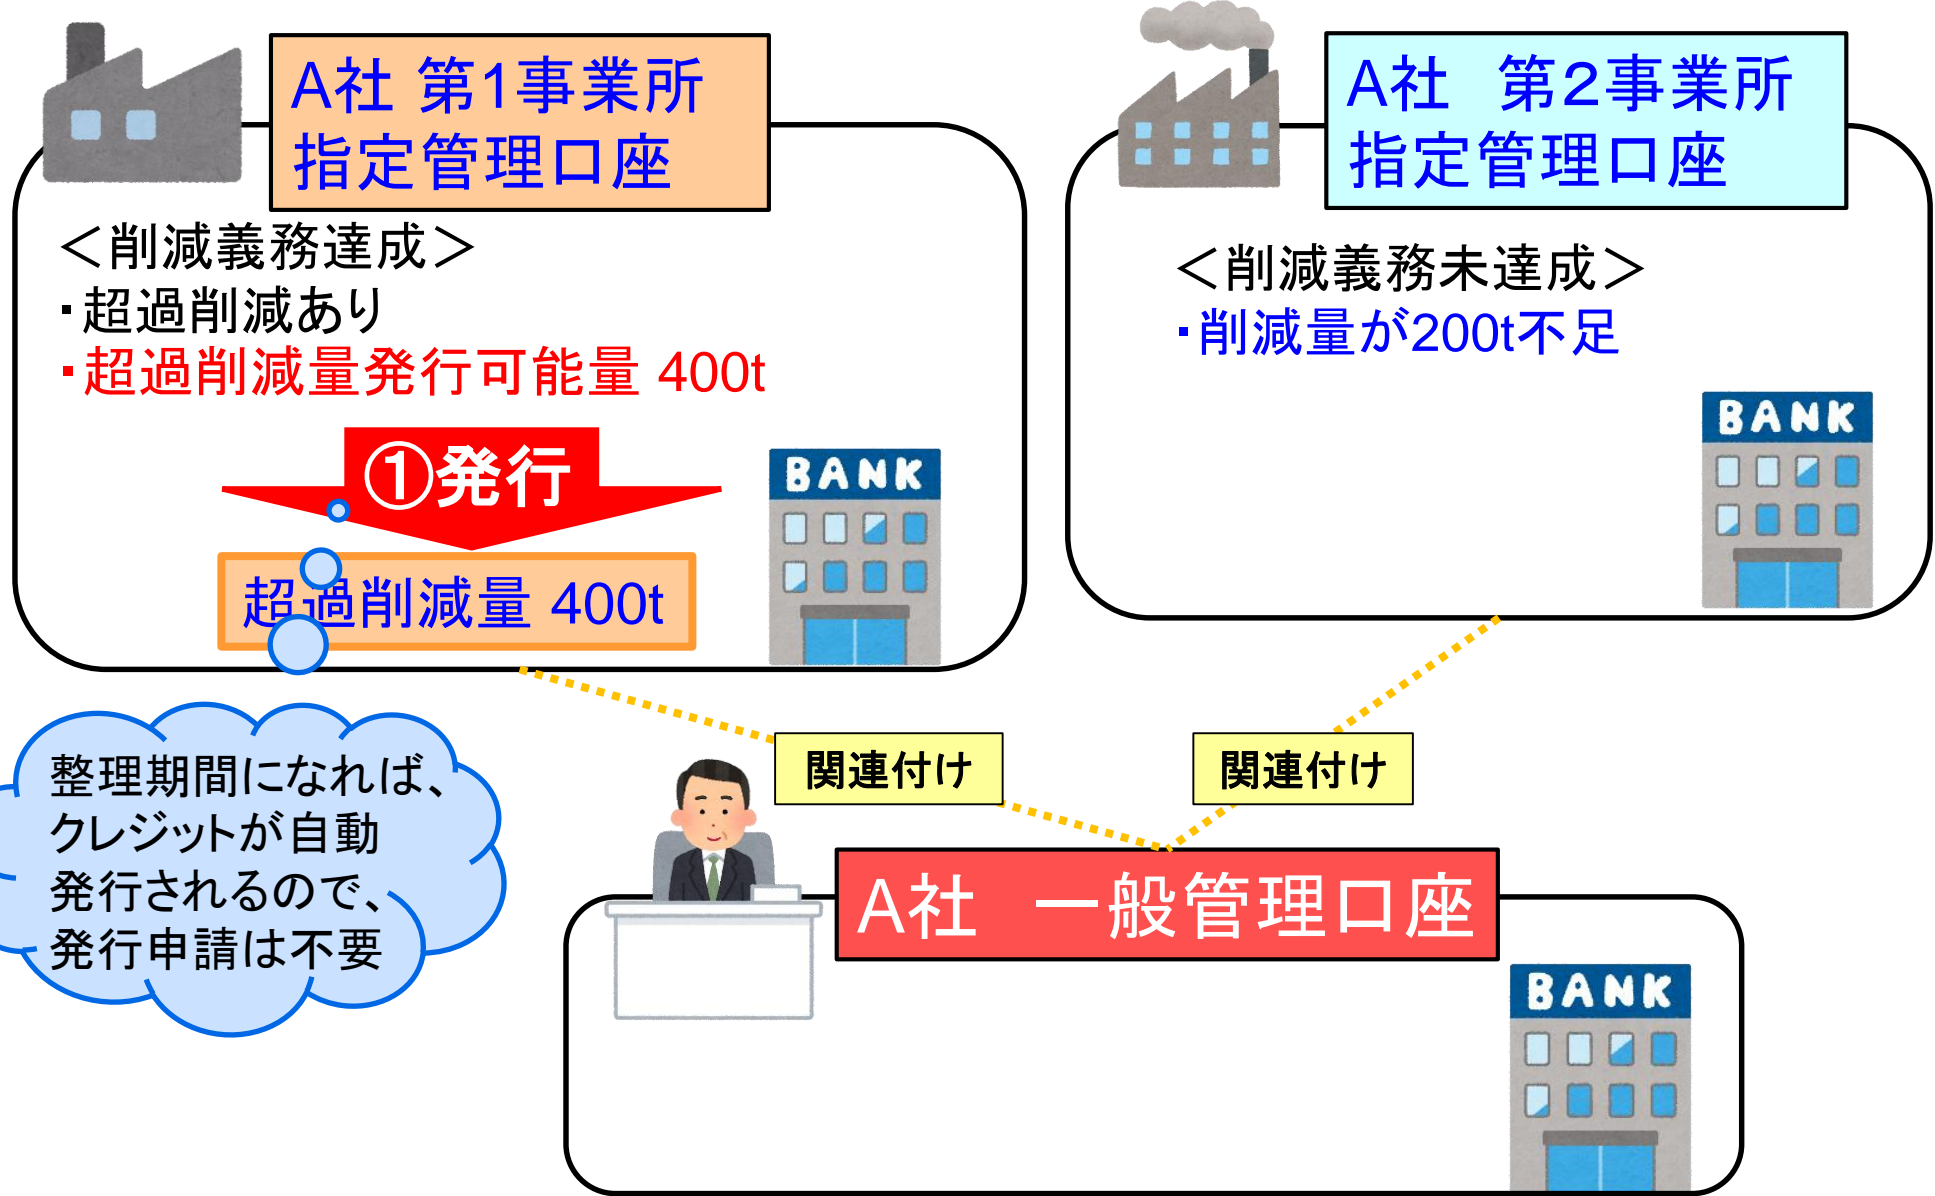 A社 第1事業所
指定管理口座
＜削減義務達成＞
・超過削減あり
・超過削減量発行可能量 400t
①発行
BANK
超過削減量 400t
A社　第２事業所
指定管理口座
＜削減義務未達成＞
・削減量が200t不足
BANK
整理期間になれば、
クレジットが自動
発行されるので、
発行申請は不要
関連付け
関連付け
A社　一般管理口座
BANK